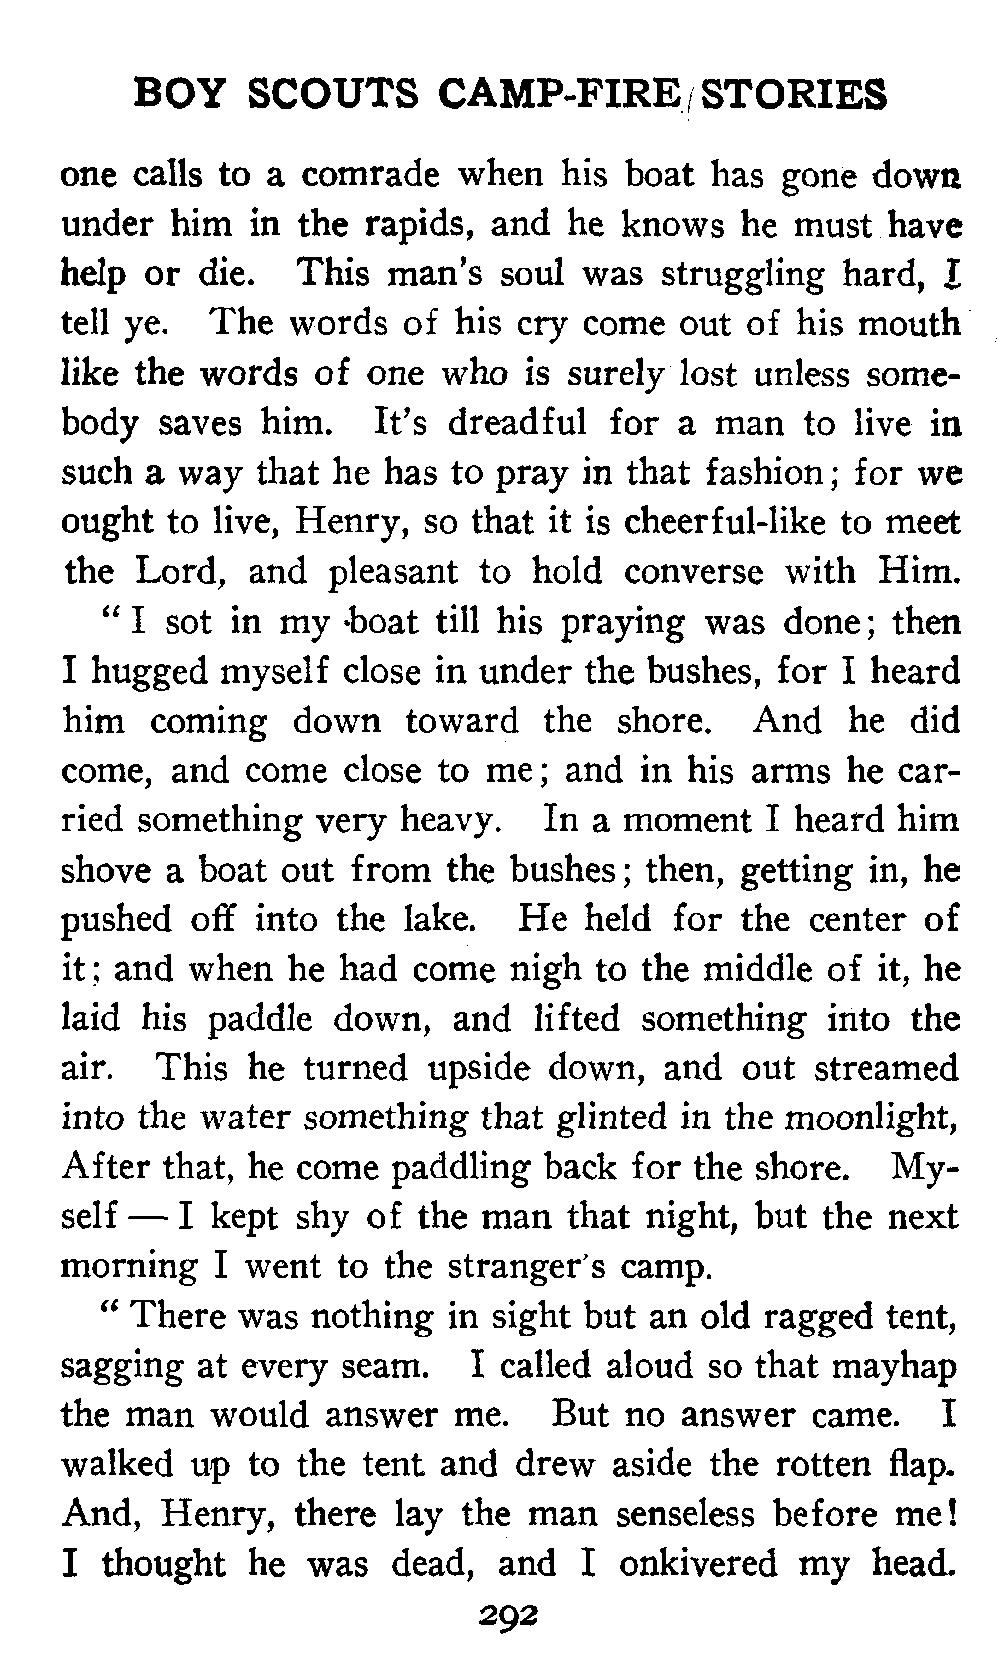 BOY SCOUTS CAMP-FIRE STORIES
one calls to a comrade when his boat has gone down
under him in the rapids, and he knows he must have
help or die. This man's soul was struggling hard, I
tell ye. The words of his cry come out of his mouth
like the words of one who is surely lost unless some-
body saves him. It's dreadful for a man to live in
such a way that he has to pray in that fashion; for we
ought to live, Henry, so that it is cheerful-like to meet
the Lord, and pleasant to hold converse with Him.
“ I sot in my boat till his praying was done; then
I hugged myself close in under the bushes, for I heard
him coming down toward the shore. And he did
come, and come close to me; and in his arms he car-
ried something very heavy. In a moment I heard him
shove a boat out from the bushes; then, getting in, he
pushed off into the lake. He held for the center of
it; and when he had come nigh to the middle of it, he
laid his paddle down, and lifted something into the
air. This he turned upside down, and out streamed
into the water something that glinted in the moonlight,
After that, he come paddling back for the shore. My-
self — I kept shy of the man that night, but the next
morning I went to the stranger's camp.
“ There was nothing in sight but an old ragged tent,
sagging at every seam. I called aloud so that mayhap
the man would answer me. But no answer came. I
walked up to the tent and drew aside the rotten flap.
And, Henry, there lay the man senseless before me!
I thought he was dead, and I onkivered my head.
292